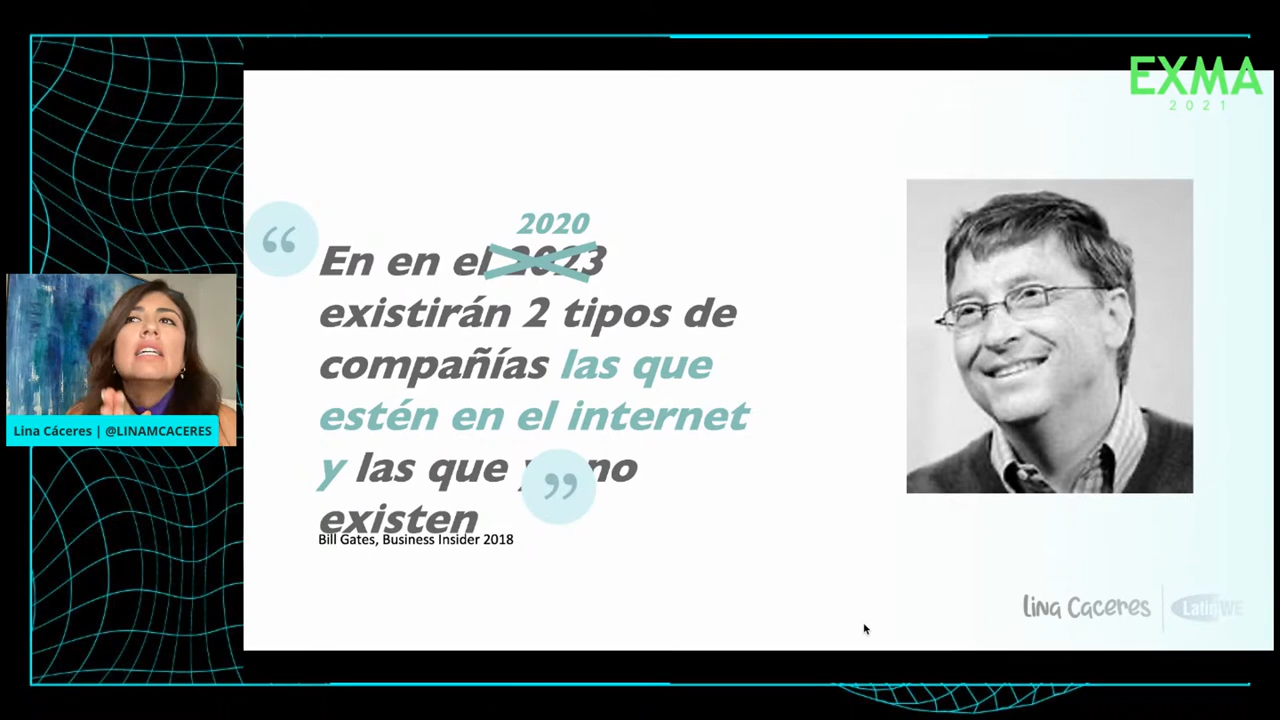 EXMA
2021
2020
“
En en el 2023
existirán 2 tipos de
compañías las que
estén en el internet
y las que no
existen
”
Bill Gates, Business Insider 2018
Lina Cáceres | @LINAMCACERES
Lina Caceres
LatinWE